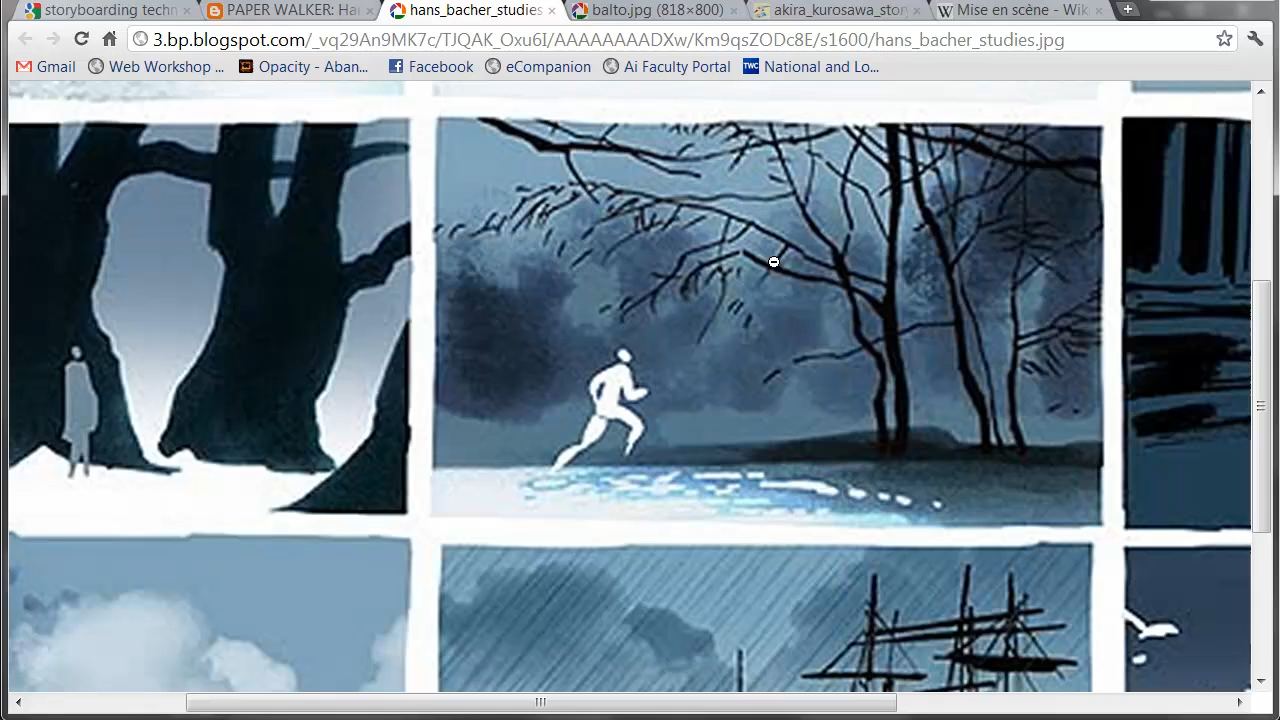 storyboarding techn
PAPER WALKER: Ha
hans_bacher_studies
balto.jpg (818×800)
akira_kurosawa_stor
Mise en scène - Wik
3.bp.blogspot.com/_vq29An9MK7c/TJQAK_Oxu6I/AAAAAAAADXw/Km9qsZODc8E/s1600/hans_bacher_studies.jpg
Gmail
Web Workshop ...
Opacity - Aban...
Facebook
eCompanion
Ai Faculty Portal
TWC
National and Lo...